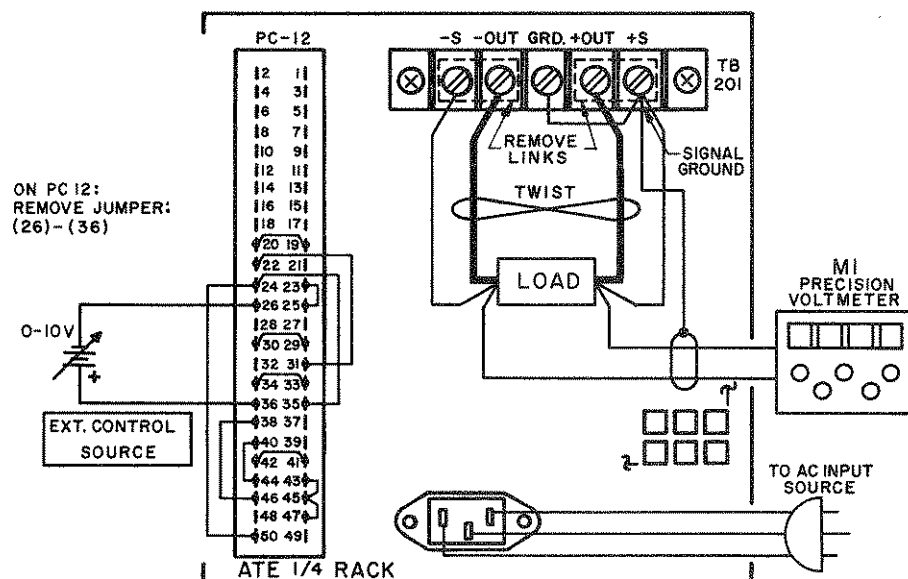 PC-12
-S -OUT GRD. +OUT +S
TB
201
2 1
4 3
6 5
8 7
10 9
12 11
14 13
16 15
18 17
20 19
22 21
24 23
26 25
28 27
30 29
32 31
34 33
36 35
38 37
40 39
42 41
44 43
46 45
48 47
50 49
REMOVE
LINKS
SIGNAL
GROUND
ON PC 12:
REMOVE JUMPER:
(26)-(36)
TWIST
LOAD
M1
PRECISION
VOLTMETER
0-10V
+
EXT. CONTROL
SOURCE
TO AC INPUT
SOURCE
ATE 1/4 RACK